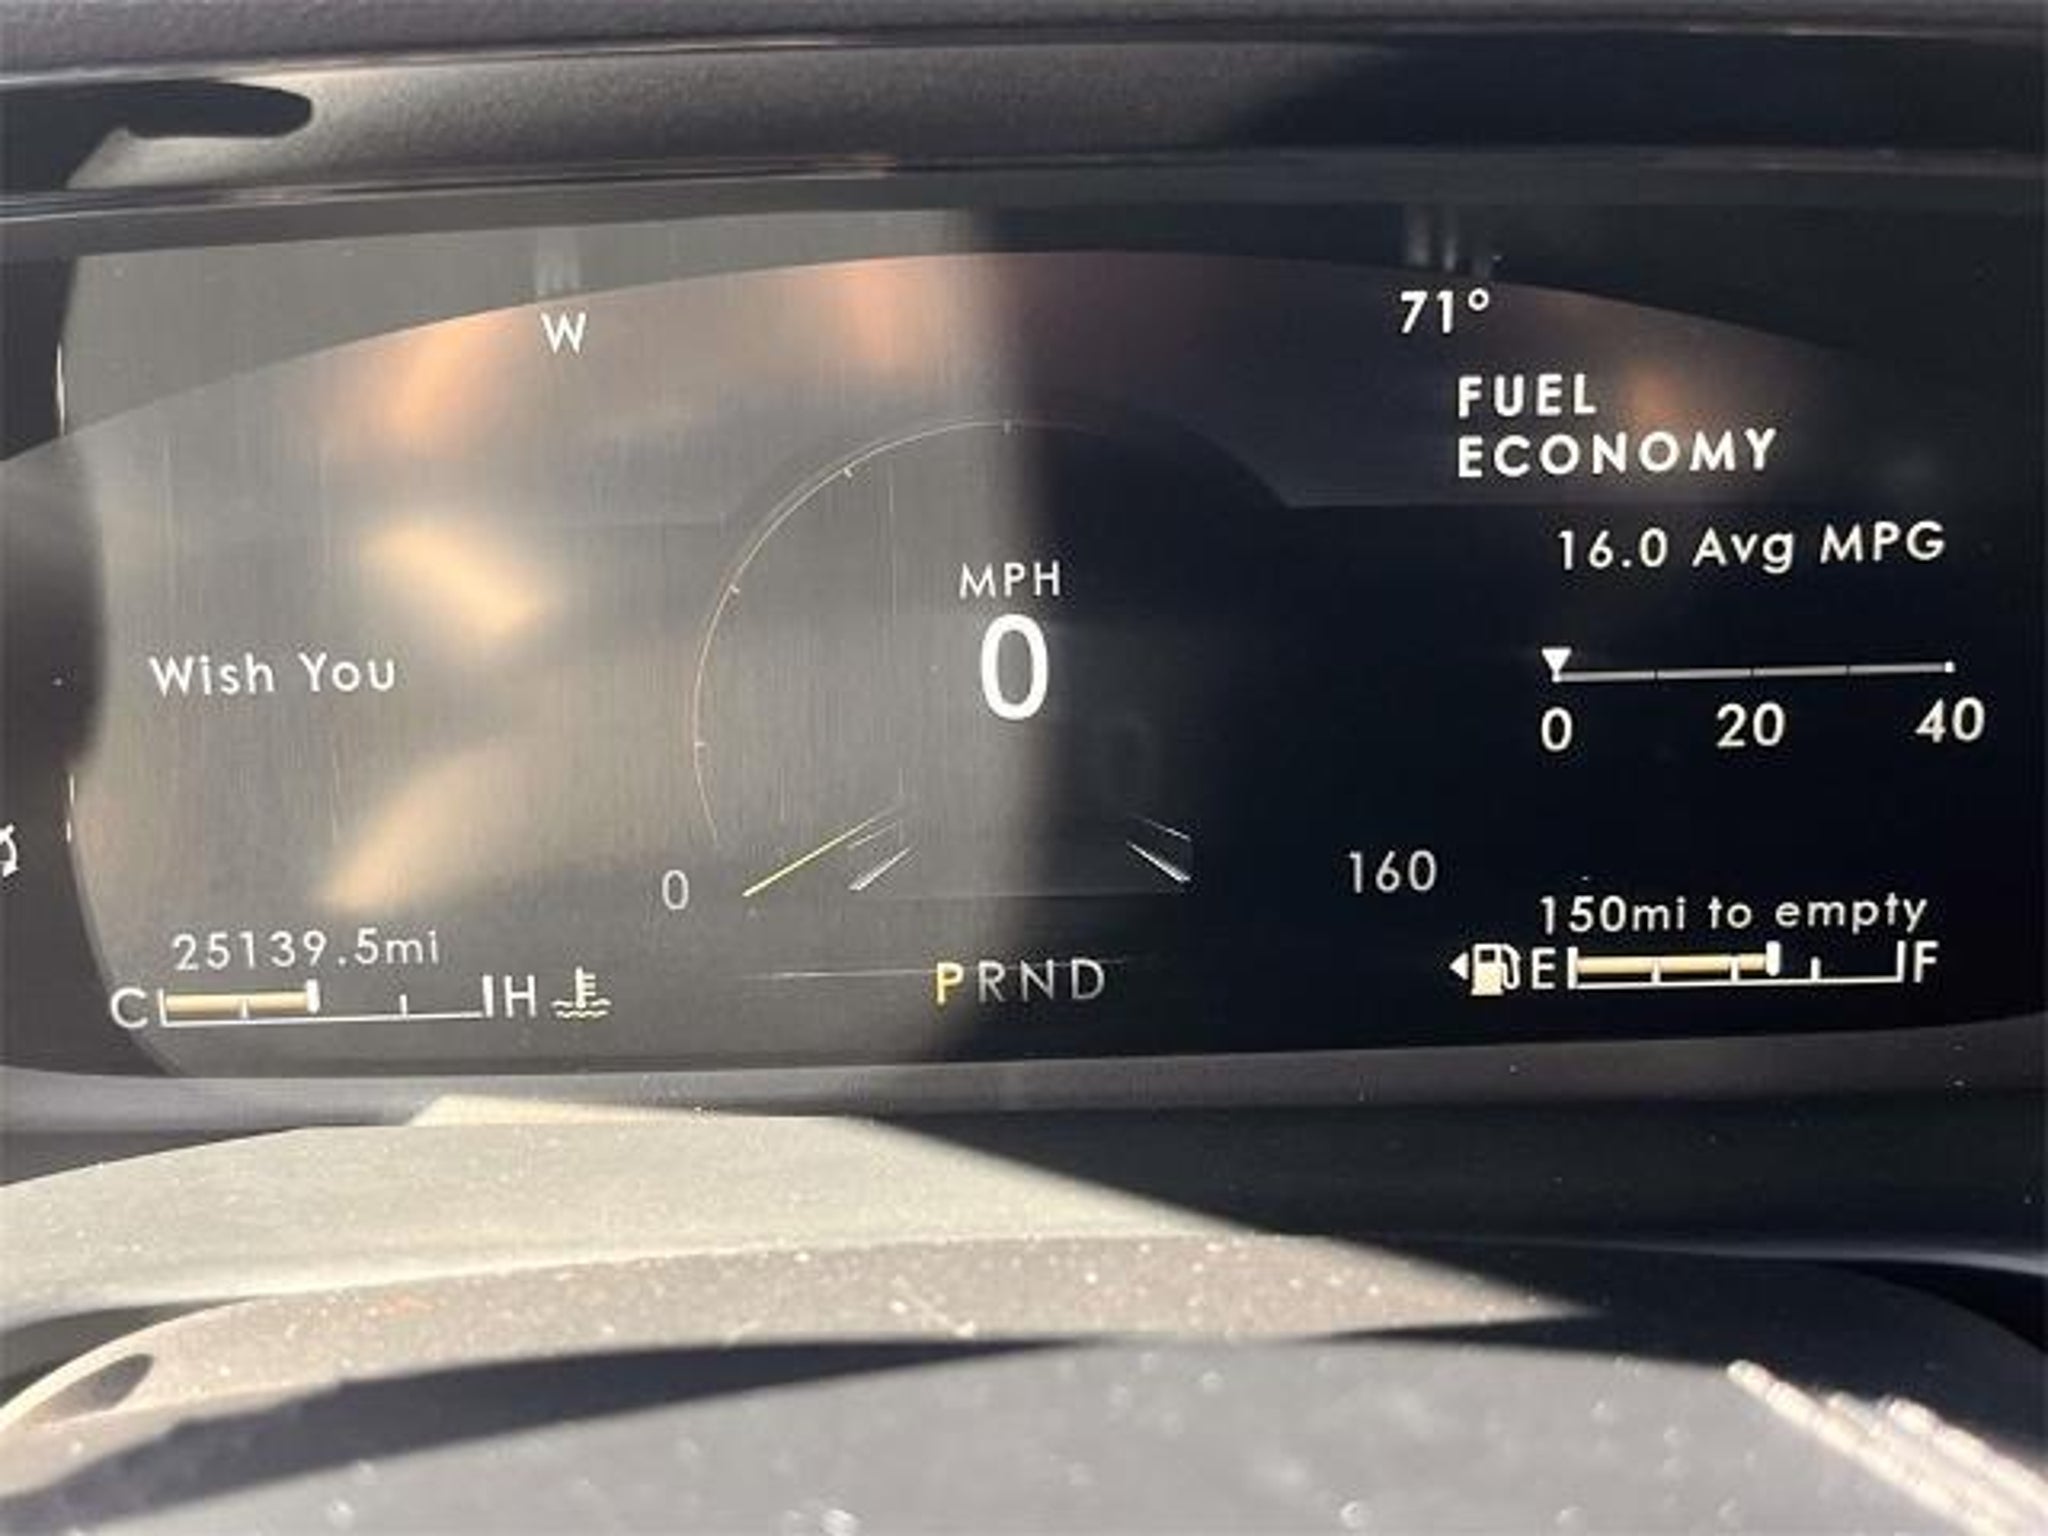 W
71°
FUEL
ECONOMY
16.0 Avg MPG
MPH
0
Wish You
0 20 40
0
160
150mi to empty
25139.5mi
C H
PRND
E F